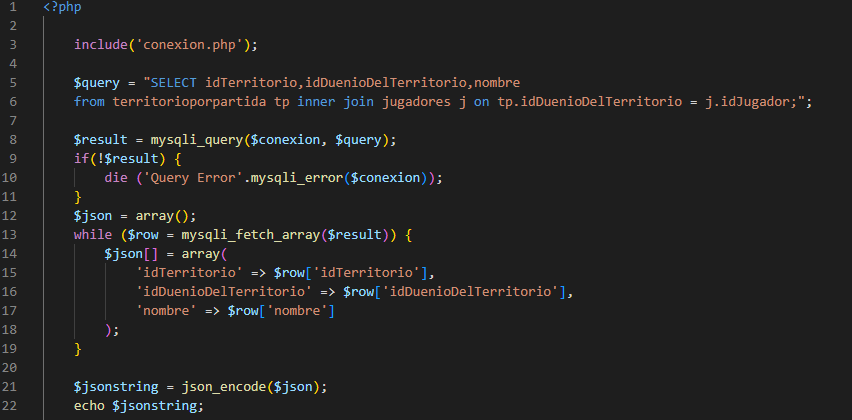 1 <?php
2
3 include('conexion.php');
4
5 $query = "SELECT idTerritorio,idDuenioDelTerritorio,nombre
6 from territorioporpartida tp inner join jugadores j on tp.idDuenioDelTerritorio = j.idJugador;";
7
8 $result = mysqli_query($conexion, $query);
9 if(!$result) {
10 die ('Query Error'.mysqli_error($conexion));
11 }
12 $json = array();
13 while ($row = mysqli_fetch_array($result)) {
14 $json[] = array(
15 'idTerritorio' => $row['idTerritorio'],
16 'idDuenioDelTerritorio' => $row['idDuenioDelTerritorio'],
17 'nombre' => $row['nombre']
18 );
19 }
20
21 $jsonstring = json_encode($json);
22 echo $jsonstring;